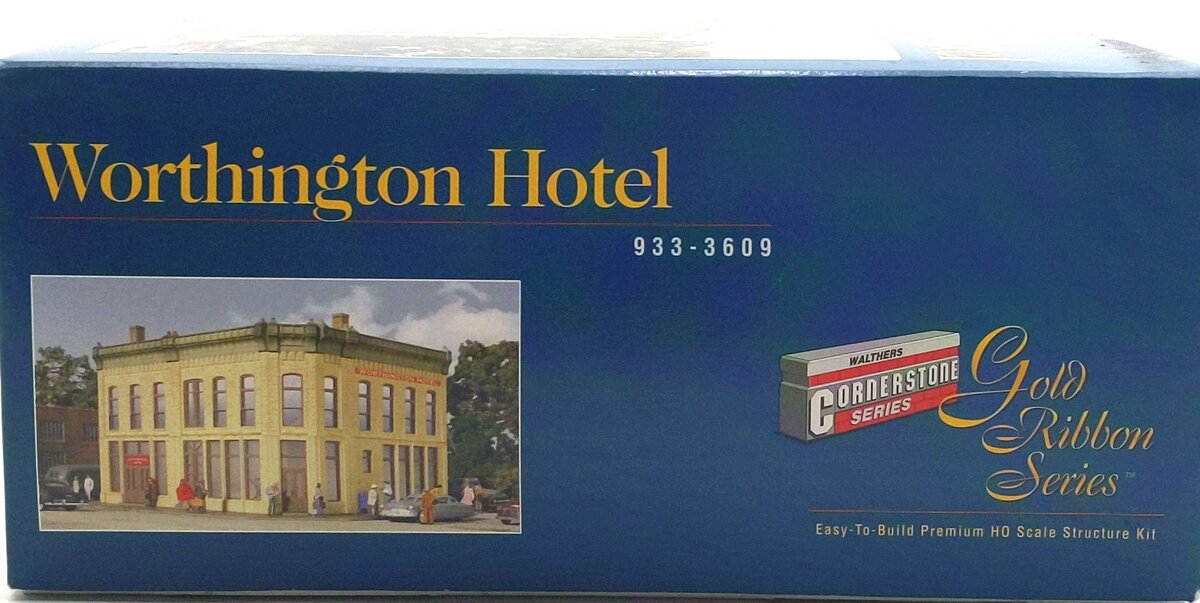 Worthington Hotel
933-3609
WORTHINGTON HOTEL
WALTHERS
CORNERSTONE
SERIES
Gold
Ribbon
Series™
Easy-To-Build Premium HO Scale Structure Kit